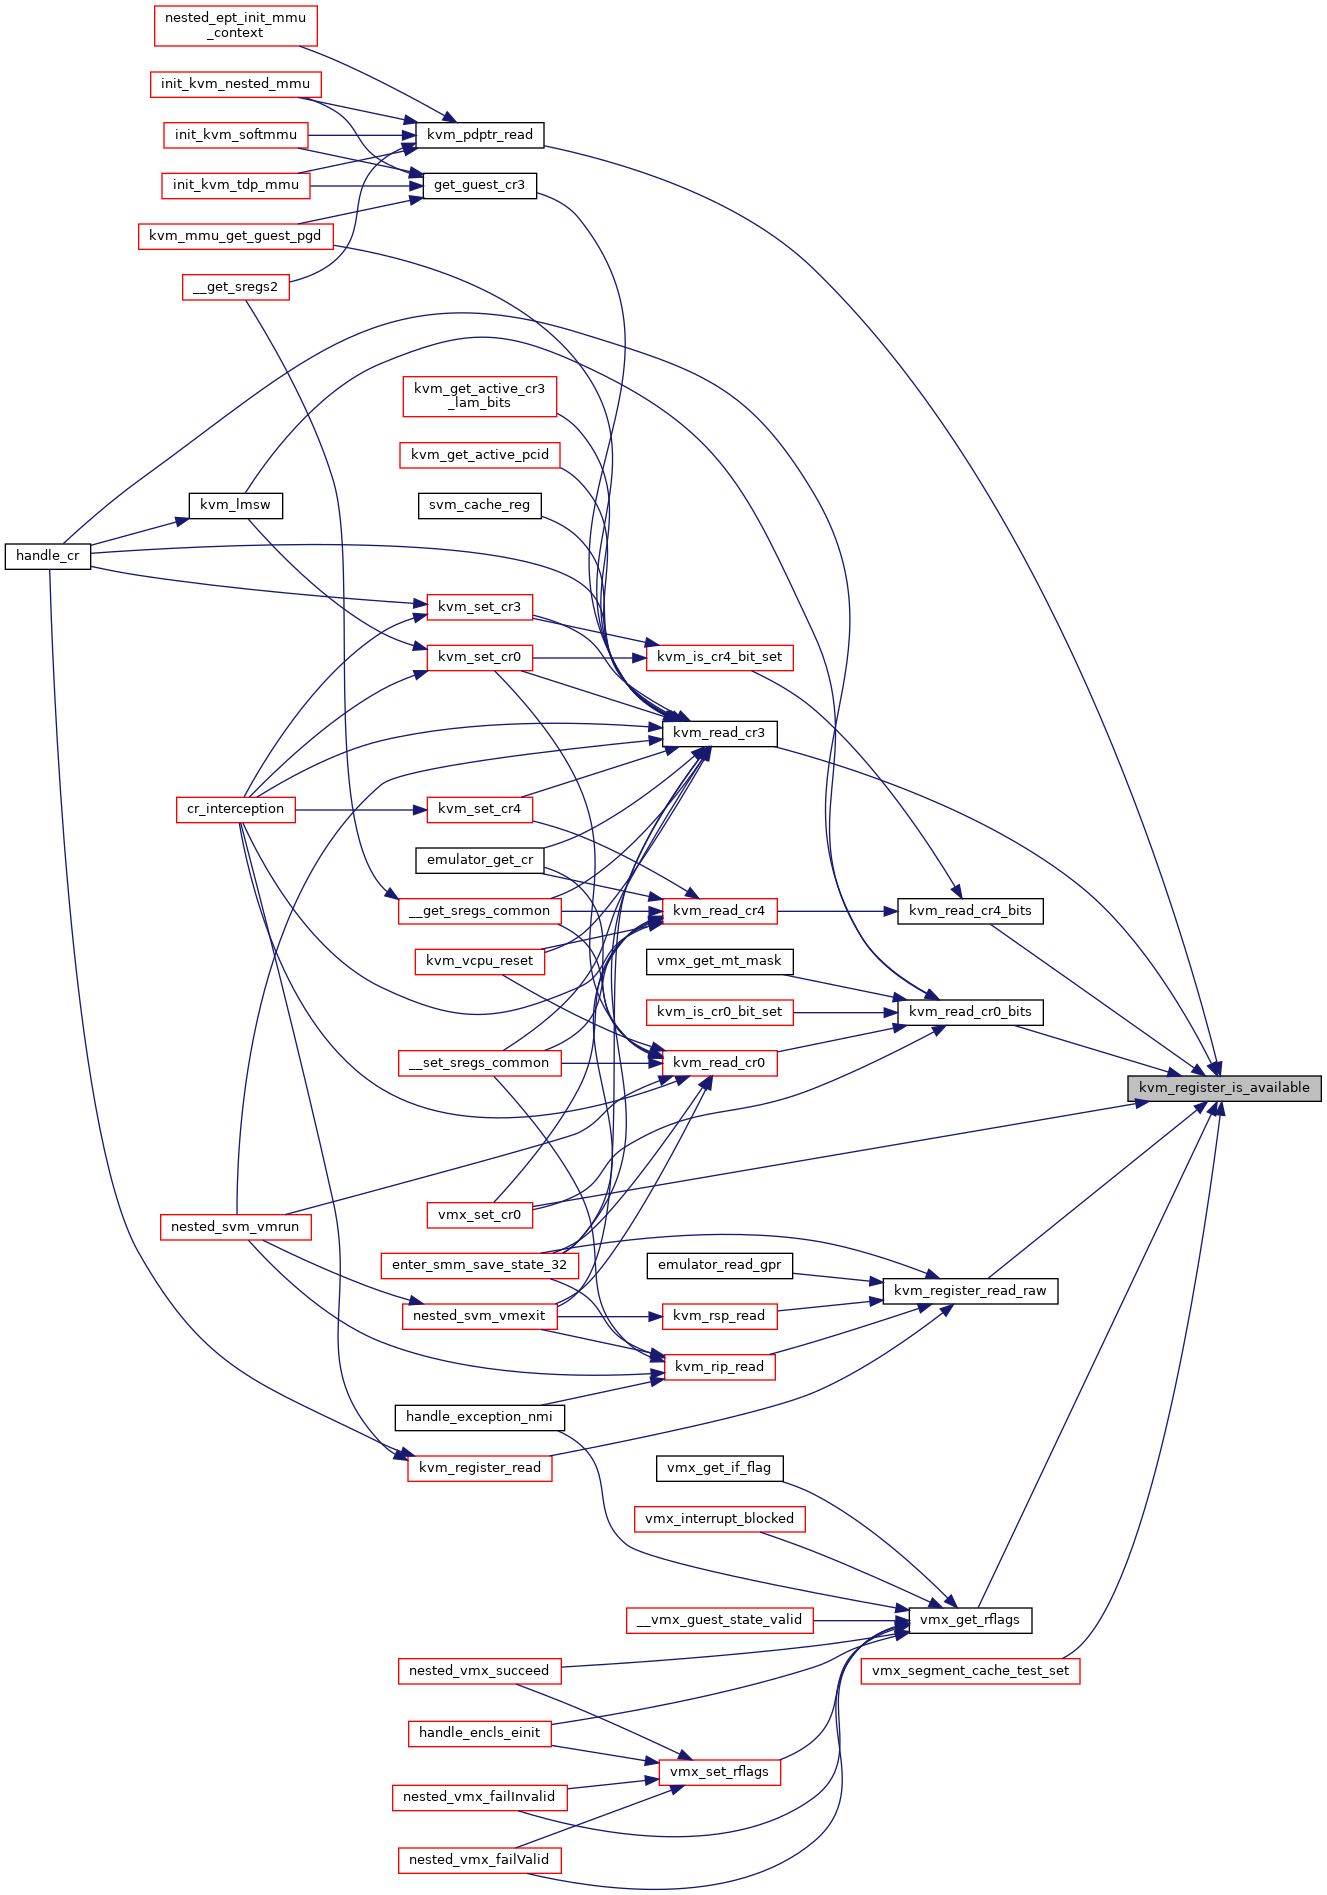 nested_ept_init_mmu
_context
init_kvm_nested_mmu
kvm_pdptr_read
init_kvm_softmmu
init_kvm_tdp_mmu
get_guest_cr3
kvm_mmu_get_guest_pgd
__get_sregs2
kvm_get_active_cr3
_lam_bits
kvm_get_active_pcid
kvm_lmsw
svm_cache_reg
handle_cr
kvm_set_cr3
kvm_set_cr0
kvm_is_cr4_bit_set
kvm_read_cr3
cr_interception
kvm_set_cr4
emulator_get_cr
__get_sregs_common
kvm_read_cr4
kvm_read_cr4_bits
kvm_vcpu_reset
vmx_get_mt_mask
kvm_is_cr0_bit_set
kvm_read_cr0_bits
__set_sregs_common
kvm_read_cr0
kvm_register_is_available
vmx_set_cr0
nested_svm_vmrun
enter_smm_save_state_32
emulator_read_gpr
kvm_register_read_raw
nested_svm_vmexit
kvm_rsp_read
kvm_rip_read
handle_exception_nmi
kvm_register_read
vmx_get_if_flag
vmx_interrupt_blocked
__vmx_guest_state_valid
vmx_get_rflags
nested_vmx_succeed
vmx_segment_cache_test_set
handle_encls_einit
vmx_set_rflags
nested_vmx_failInvalid
nested_vmx_failValid